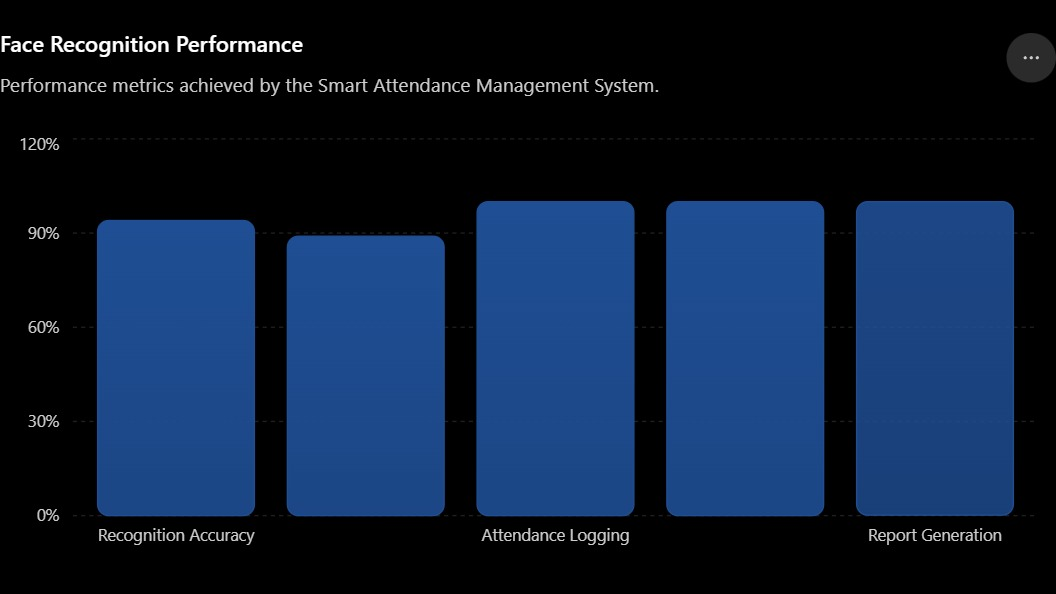 Face Recognition Performance
Performance metrics achieved by the Smart Attendance Management System.
120%
90%
60%
30%
0%
Recognition Accuracy
Attendance Logging
Report Generation